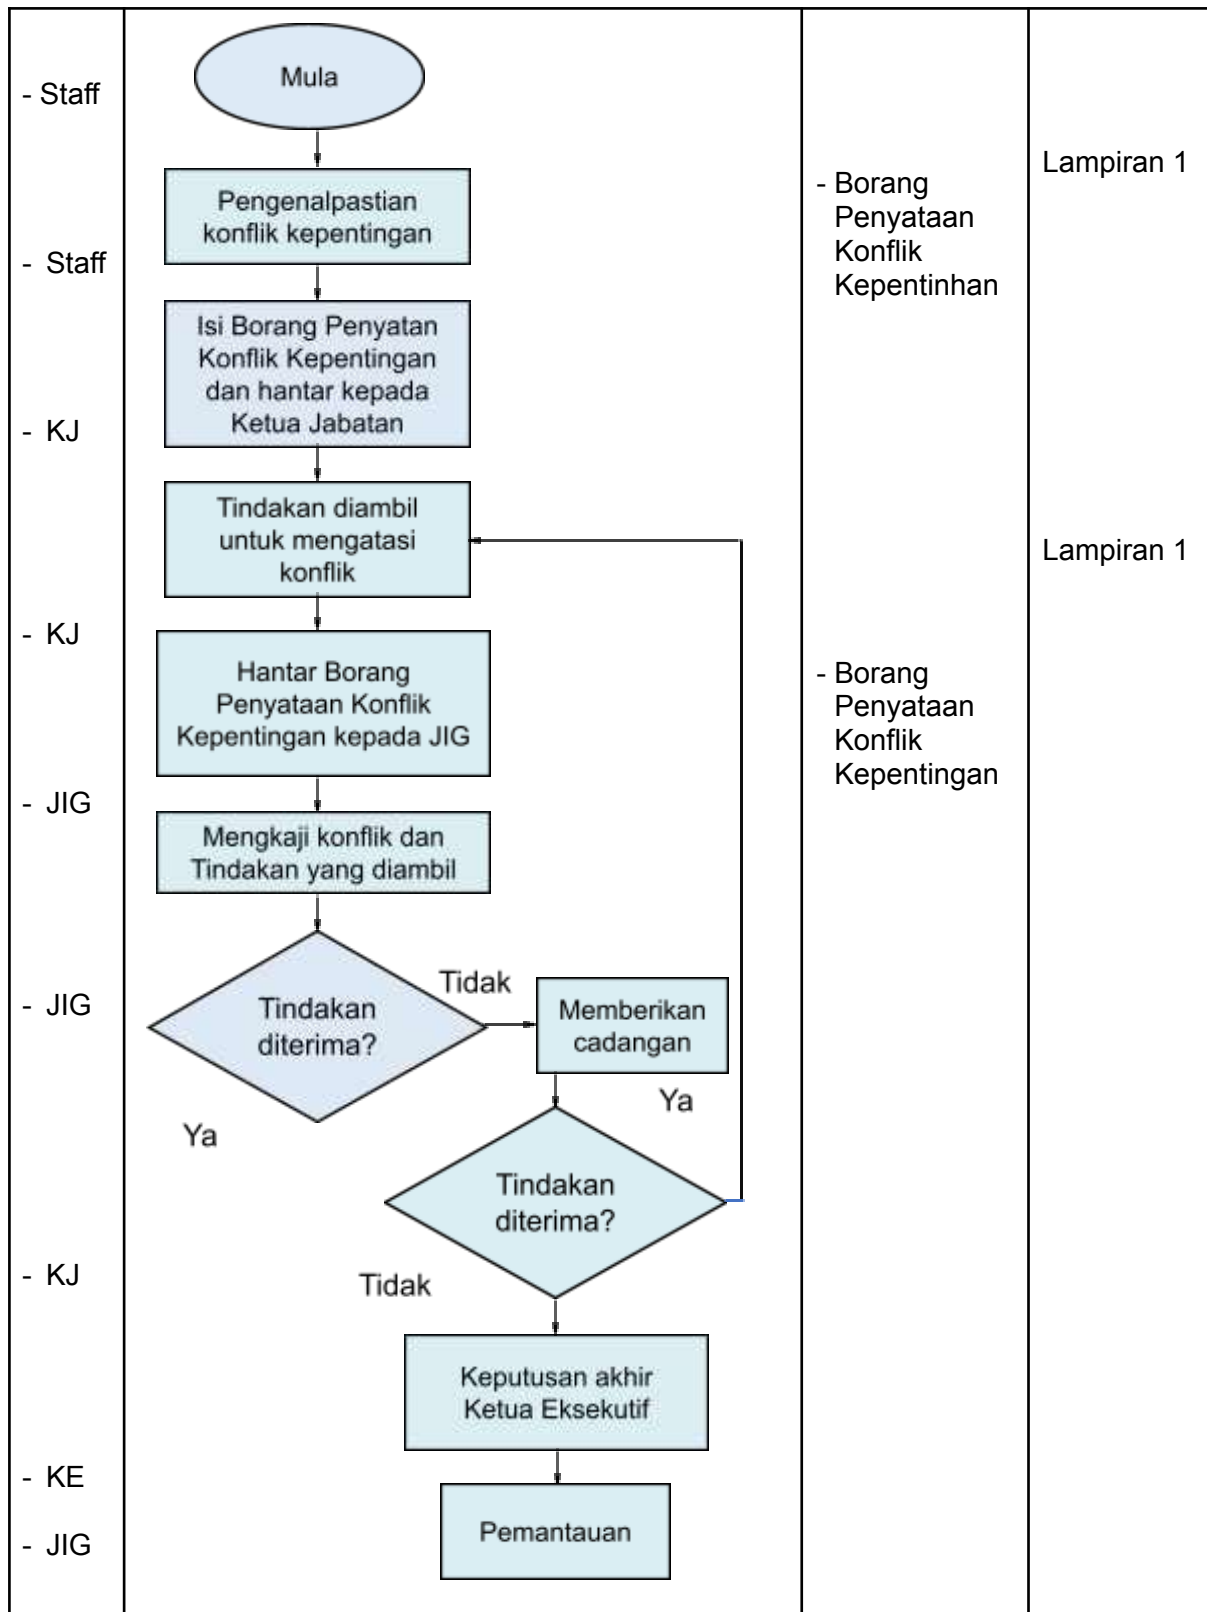 - Staff
- Staff
- KJ
- KJ
- JIG
- JIG
- KJ
- KE
- JIG
Mula
Pengenalpastian
konflik kepentingan
Isi Borang Penyatan
Konflik Kepentingan
dan hantar kepada
Ketua Jabatan
Tindakan diambil
untuk mengatasi
konflik
Hantar Borang
Penyataan Konflik
Kepentingan kepada JIG
Mengkaji konflik dan
Tindakan yang diambil
Tindakan
diterima?
Tidak
Memberikan
cadangan
Ya
Ya
Tindakan
diterima?
Tidak
Keputusan akhir
Ketua Eksekutif
Pemantauan
- Borang
Penyataan
Konflik
Kepentinhan
- Borang
Penyataan
Konflik
Kepentingan
Lampiran 1
Lampiran 1